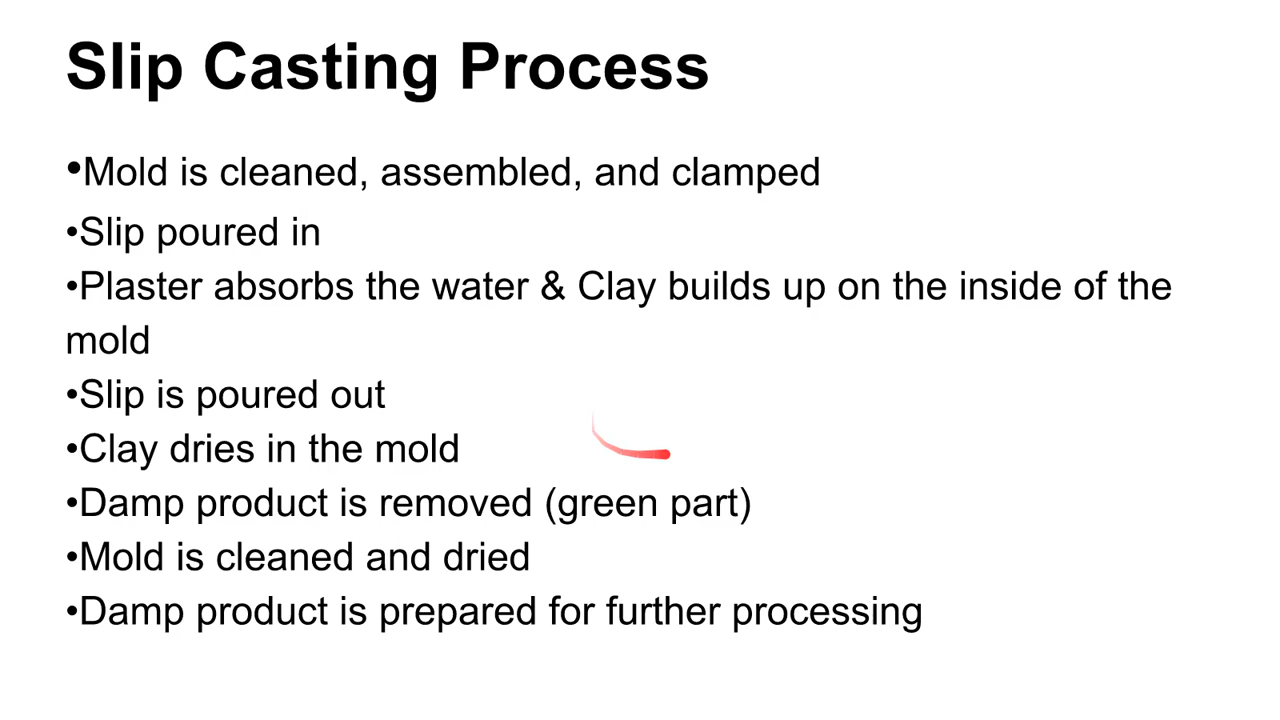 Slip Casting Process
•Mold is cleaned, assembled, and clamped
•Slip poured in
•Plaster absorbs the water & Clay builds up on the inside of the
mold
•Slip is poured out
•Clay dries in the mold
•Damp product is removed (green part)
•Mold is cleaned and dried
•Damp product is prepared for further processing